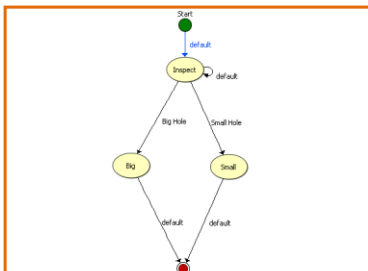 Start
default
Inspect
default
Big Hole
Small Hole
Big
Small
default
default